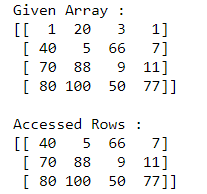 Given Array :
[[  1  20   3   1]
 [ 40   5  66   7]
 [ 70  88   9  11]
 [ 80 100  50  77]]
Accessed Rows :
[[ 40   5  66   7]
 [ 70  88   9  11]
 [ 80 100  50  77]]